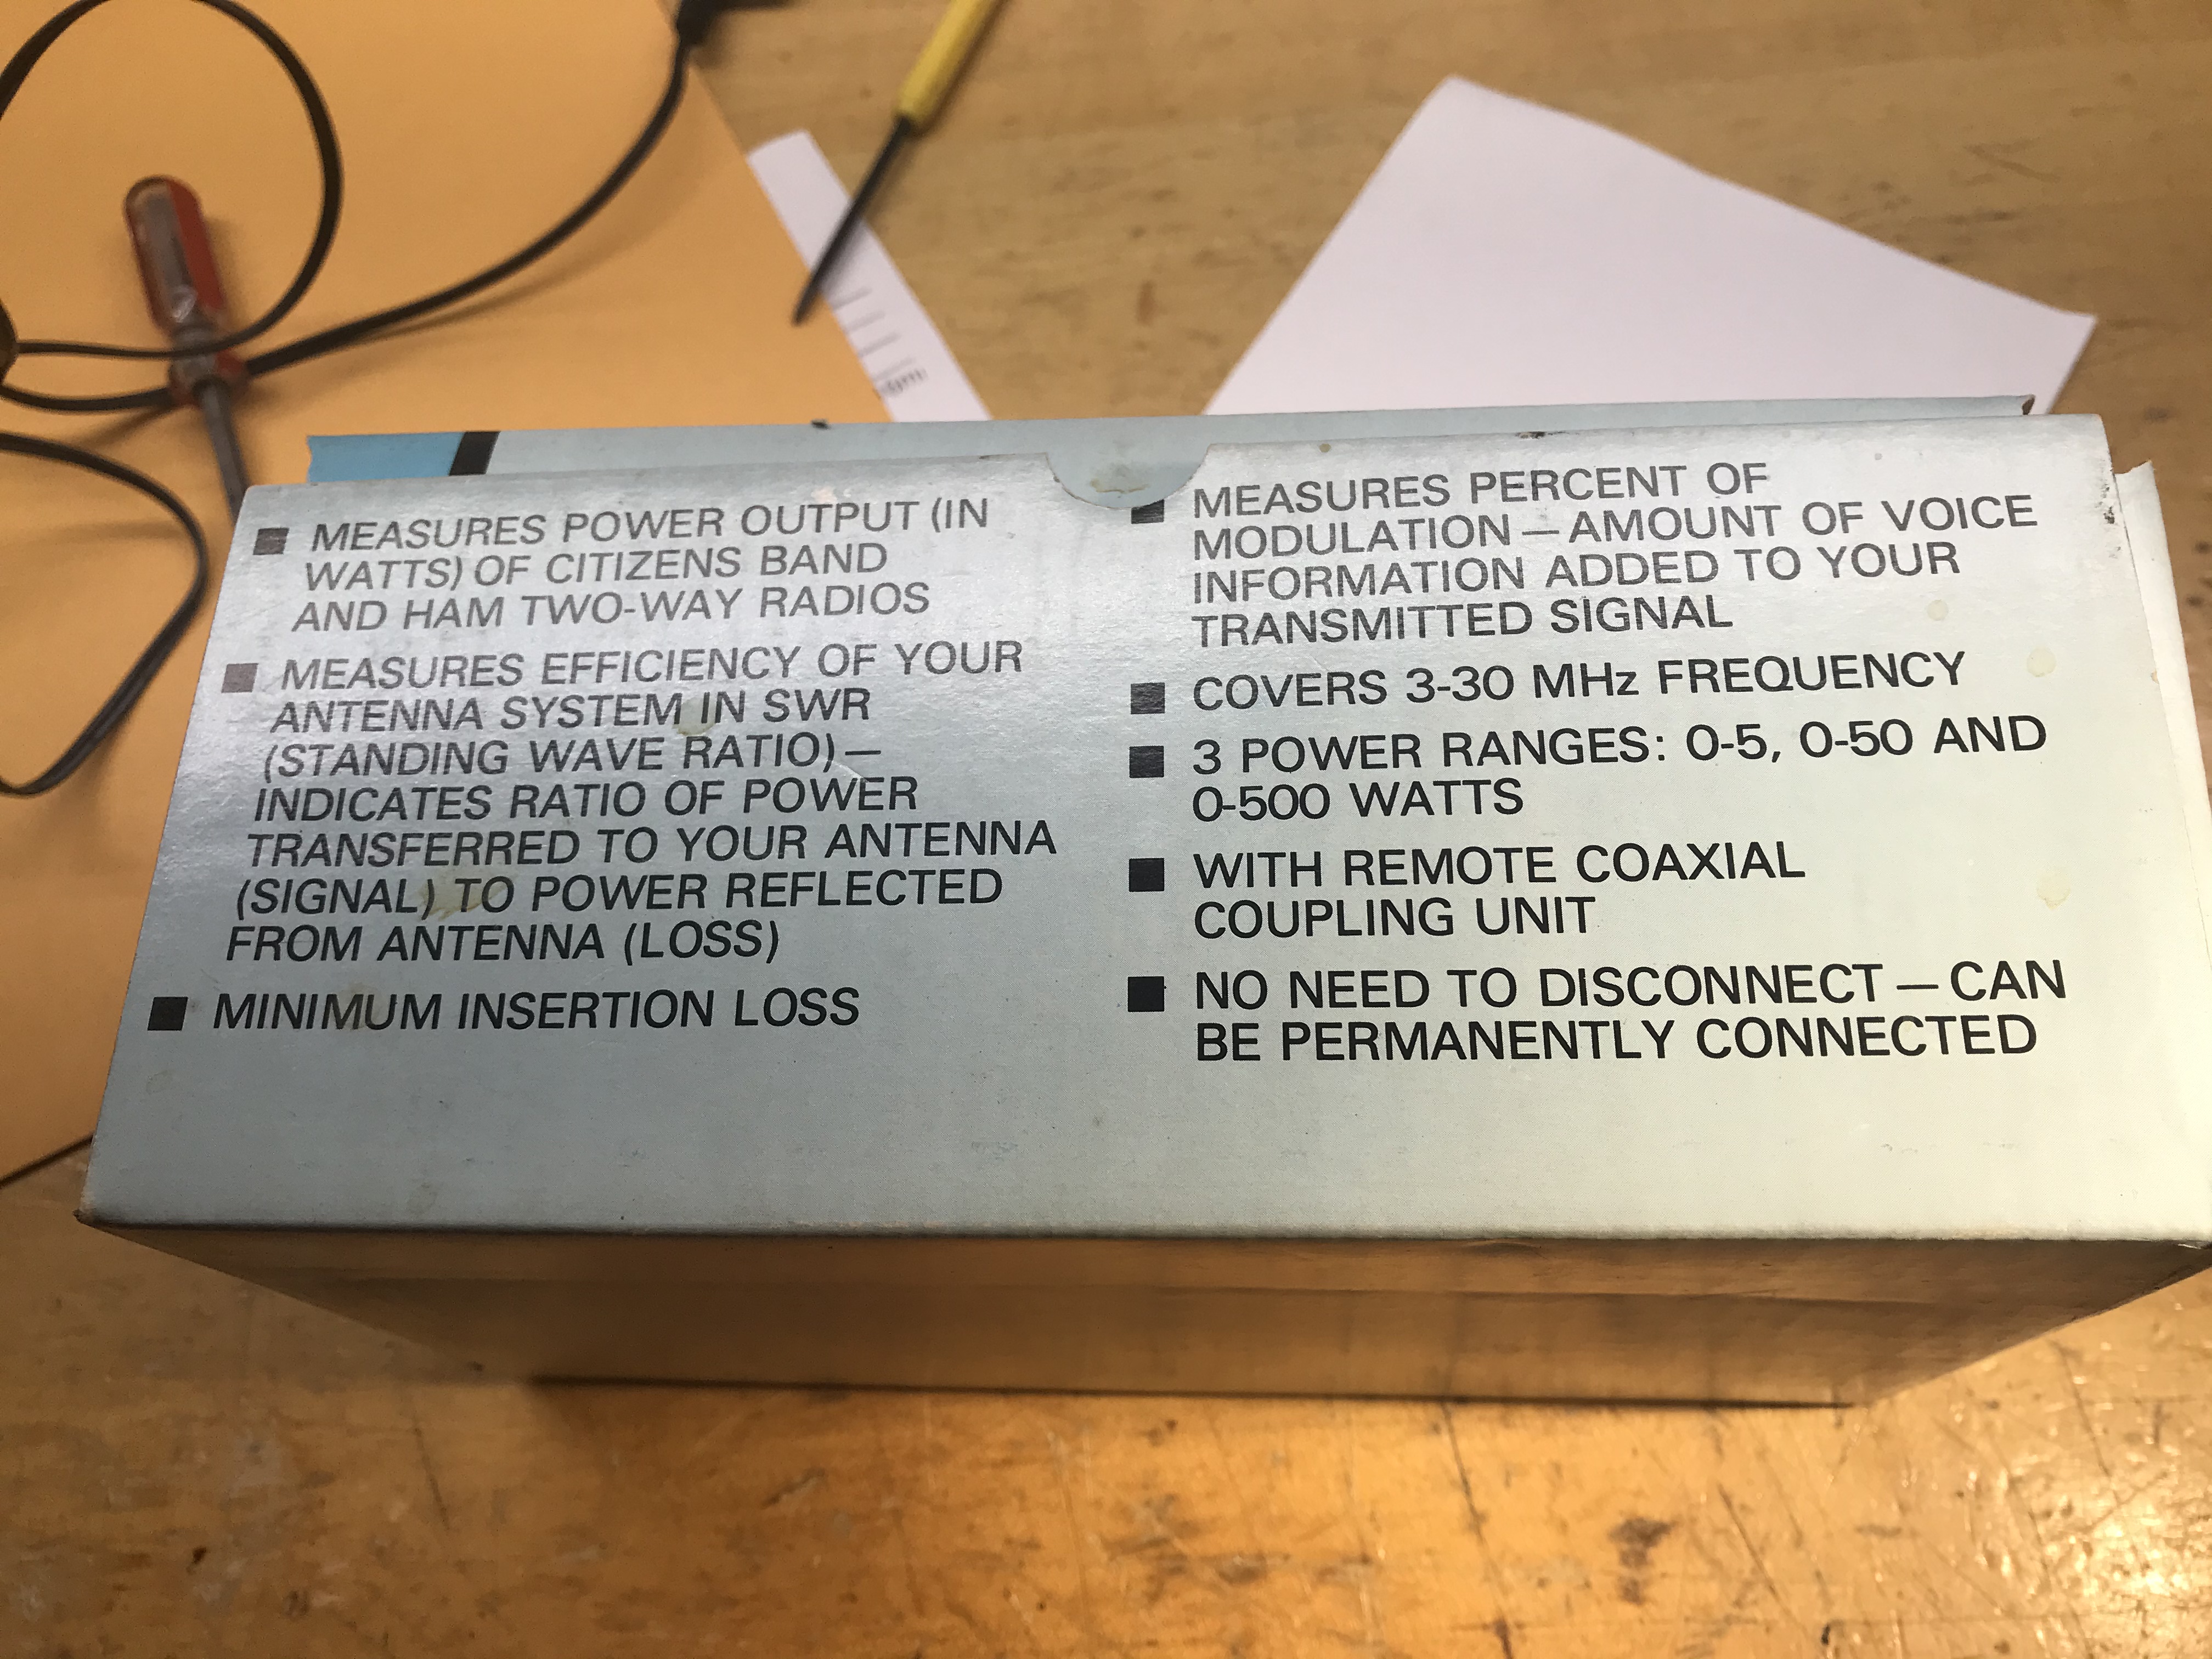 ■ MEASURES POWER OUTPUT (IN
WATTS) OF CITIZENS BAND
AND HAM TWO-WAY RADIOS
■ MEASURES EFFICIENCY OF YOUR
ANTENNA SYSTEM IN SWR
(STANDING WAVE RATIO) —
INDICATES RATIO OF POWER
TRANSFERRED TO YOUR ANTENNA
(SIGNAL) TO POWER REFLECTED
FROM ANTENNA (LOSS)
■ MINIMUM INSERTION LOSS
■ MEASURES PERCENT OF
MODULATION — AMOUNT OF VOICE
INFORMATION ADDED TO YOUR
TRANSMITTED SIGNAL
■ COVERS 3-30 MHz FREQUENCY
■ 3 POWER RANGES: 0-5, 0-50 AND
0-500 WATTS
■ WITH REMOTE COAXIAL
COUPLING UNIT
■ NO NEED TO DISCONNECT — CAN
BE PERMANENTLY CONNECTED